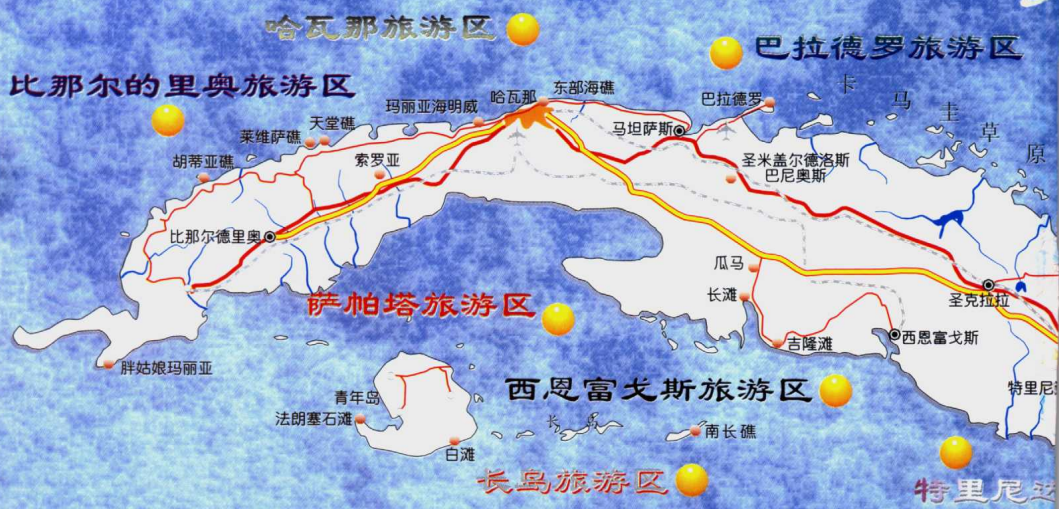 哈瓦那旅游区
巴拉德罗旅游区
比那尔的里奥旅游区
卡马圭草原
东部海礁
哈瓦那
巴拉德罗
玛丽亚海明威
天堂礁
莱维萨礁
马坦萨斯
胡蒂亚礁
索罗亚
圣米盖尔德洛斯
巴尼奥斯
比那尔德里奥
瓜马
长滩
圣克拉拉
萨帕塔旅游区
吉隆滩
西恩富戈斯
胖姑娘玛丽亚
西恩富戈斯旅游区
特里尼
青年岛
法朗塞石滩
长岛
南长礁
白滩
长岛旅游区
特里尼达